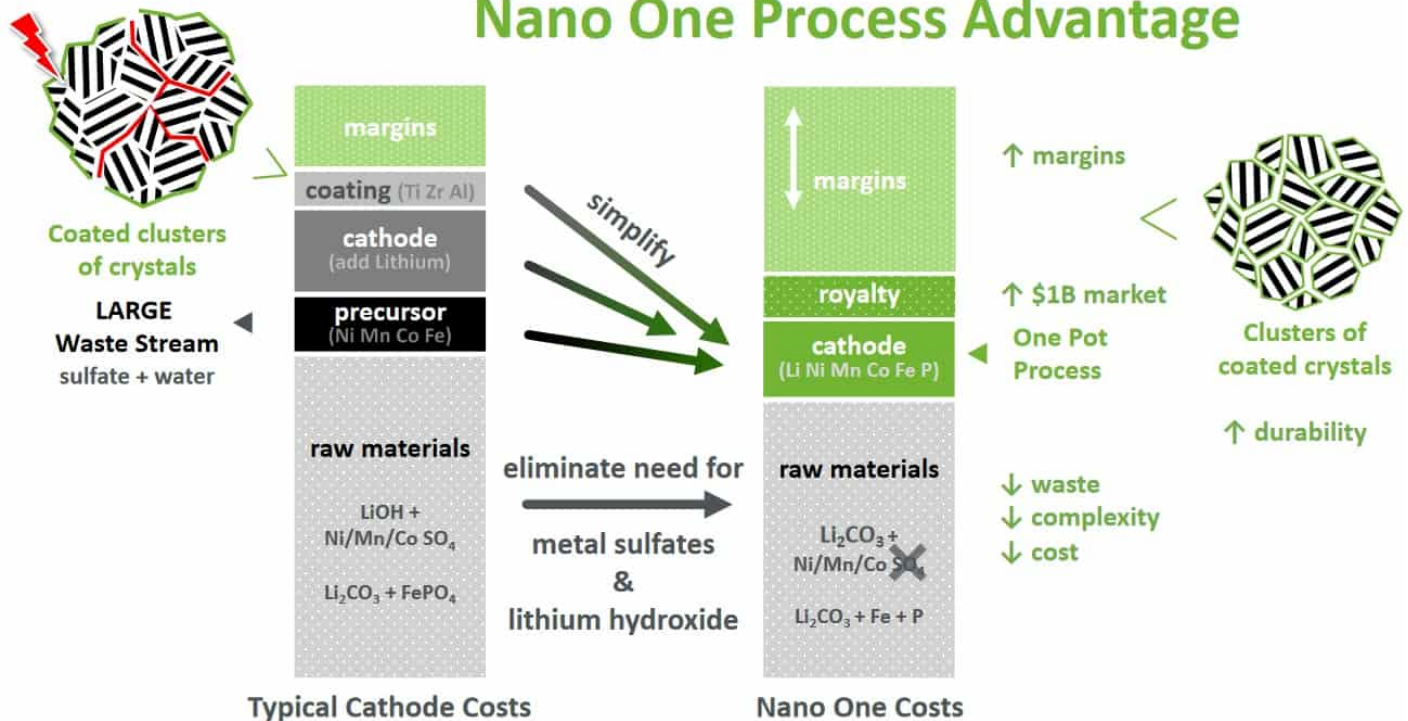 Nano One Process Advantage
Coated clusters
of crystals
LARGE
Waste Stream
sulfate + water
margins
coating (Ti Zr Al)
cathode
(add Lithium)
precursor
(Ni Mn Co Fe)
raw materials
LiOH +
Ni/Mn/Co SO₄
Li₂CO₃ + FePO₄
Typical Cathode Costs
simplify
eliminate need for
metal sulfates
&
lithium hydroxide
margins
royalty
cathode
(Li Ni Mn Co Fe P)
raw materials
Li₂CO₃ +
Ni/Mn/Co SO₄
Li₂CO₃ + Fe + P
Nano One Costs
↑ margins
↑ $1B market
One Pot
Process
↓ waste
↓ complexity
↓ cost
Clusters of
coated crystals
↑ durability